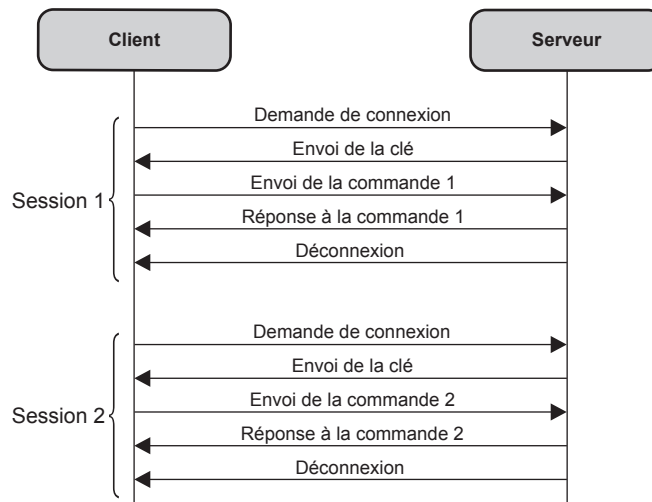 Client
Serveur
Demande de connexion
Envoi de la clé
Envoi de la commande 1
Session 1
Réponse à la commande 1
Déconnexion
Demande de connexion
Envoi de la clé
Envoi de la commande 2
Session 2
Réponse à la commande 2
Déconnexion